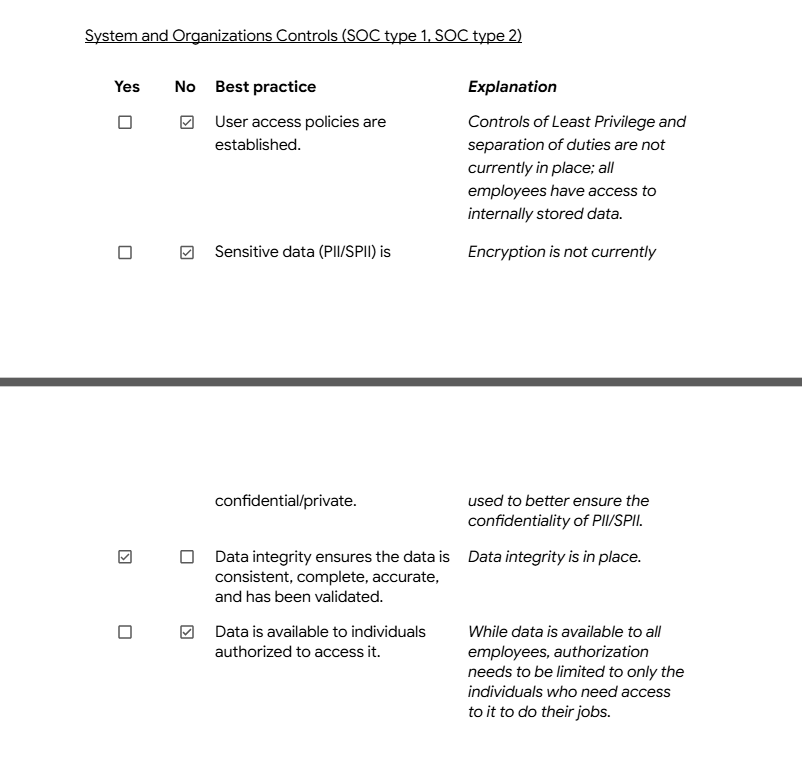 System and Organizations Controls (SOC type 1, SOC type 2)
Yes No Best practice Explanation
User access policies are established.
Controls of Least Privilege and
separation of duties are not
currently in place; all
employees have access to
internally stored data.
Sensitive data (PII/SPII) is
Encryption is not currently
confidential/private.
used to better ensure the
confidentiality of PII/SPII.
Data integrity ensures the data is
consistent, complete, accurate,
and has been validated.
Data integrity is in place.
Data is available to individuals
authorized to access it.
While data is available to all
employees, authorization
needs to be limited to only the
individuals who need access
to it to do their jobs.